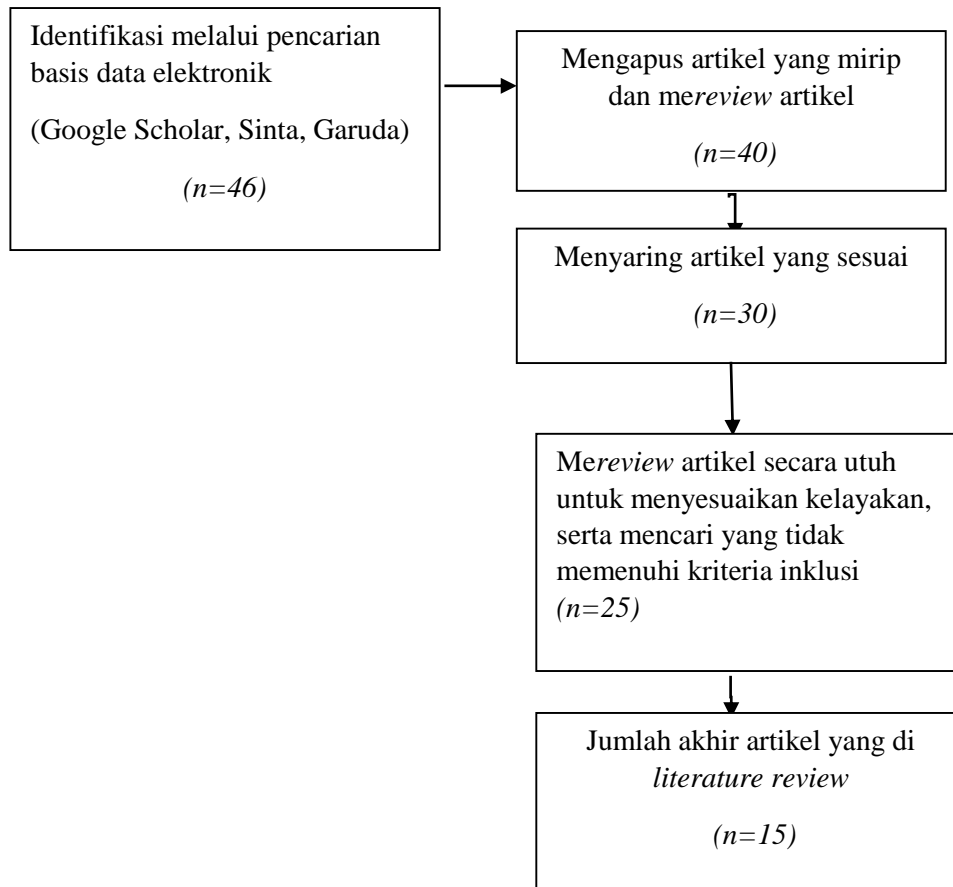 Identifikasi melalui pencarian
basis data elektronik
(Google Scholar, Sinta, Garuda)
(n=46)
Mengapus artikel yang mirip
dan mereview artikel
(n=40)
Menyaring artikel yang sesuai
(n=30)
Mereview artikel secara utuh
untuk menyesuaikan kelayakan,
serta mencari yang tidak
memenuhi kriteria inklusi
(n=25)
Jumlah akhir artikel yang di
literature review
(n=15)